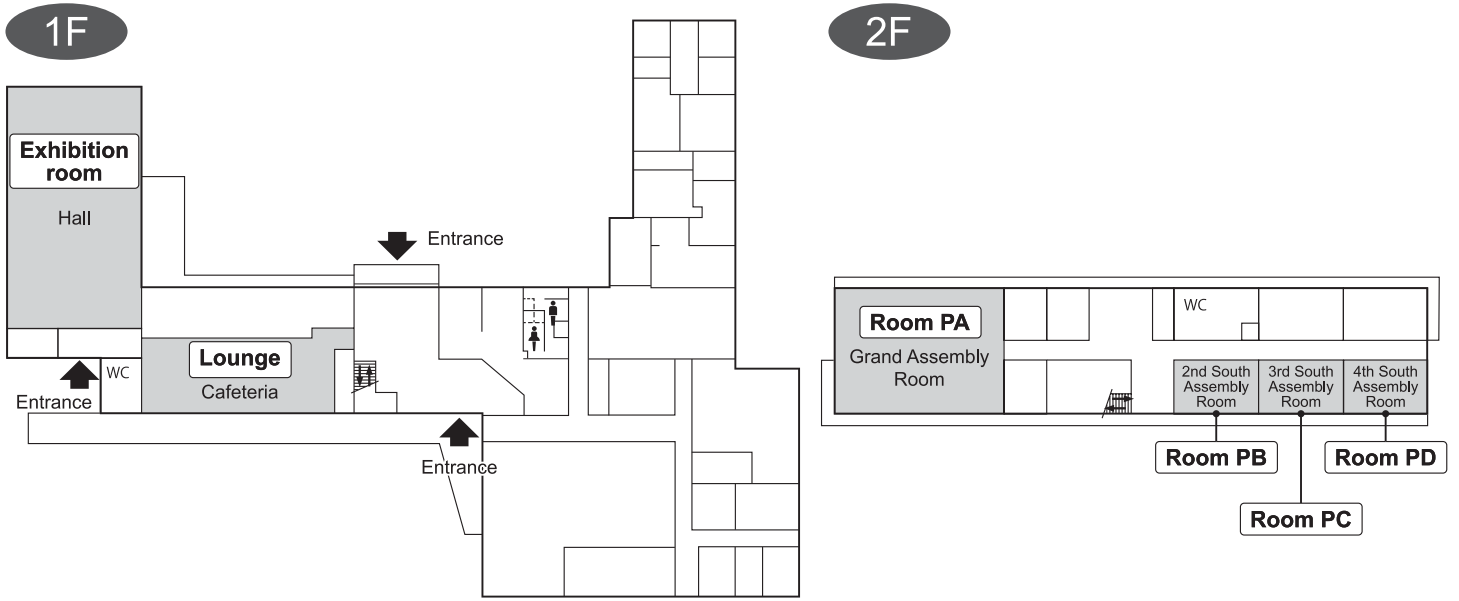 1F
Exhibition
room
Hall
Entrance
Lounge
Cafeteria
WC
Entrance
Entrance
2F
Room PA
Grand Assembly
Room
WC
2nd South
Assembly
Room
3rd South
Assembly
Room
4th South
Assembly
Room
Room PB
Room PD
Room PC